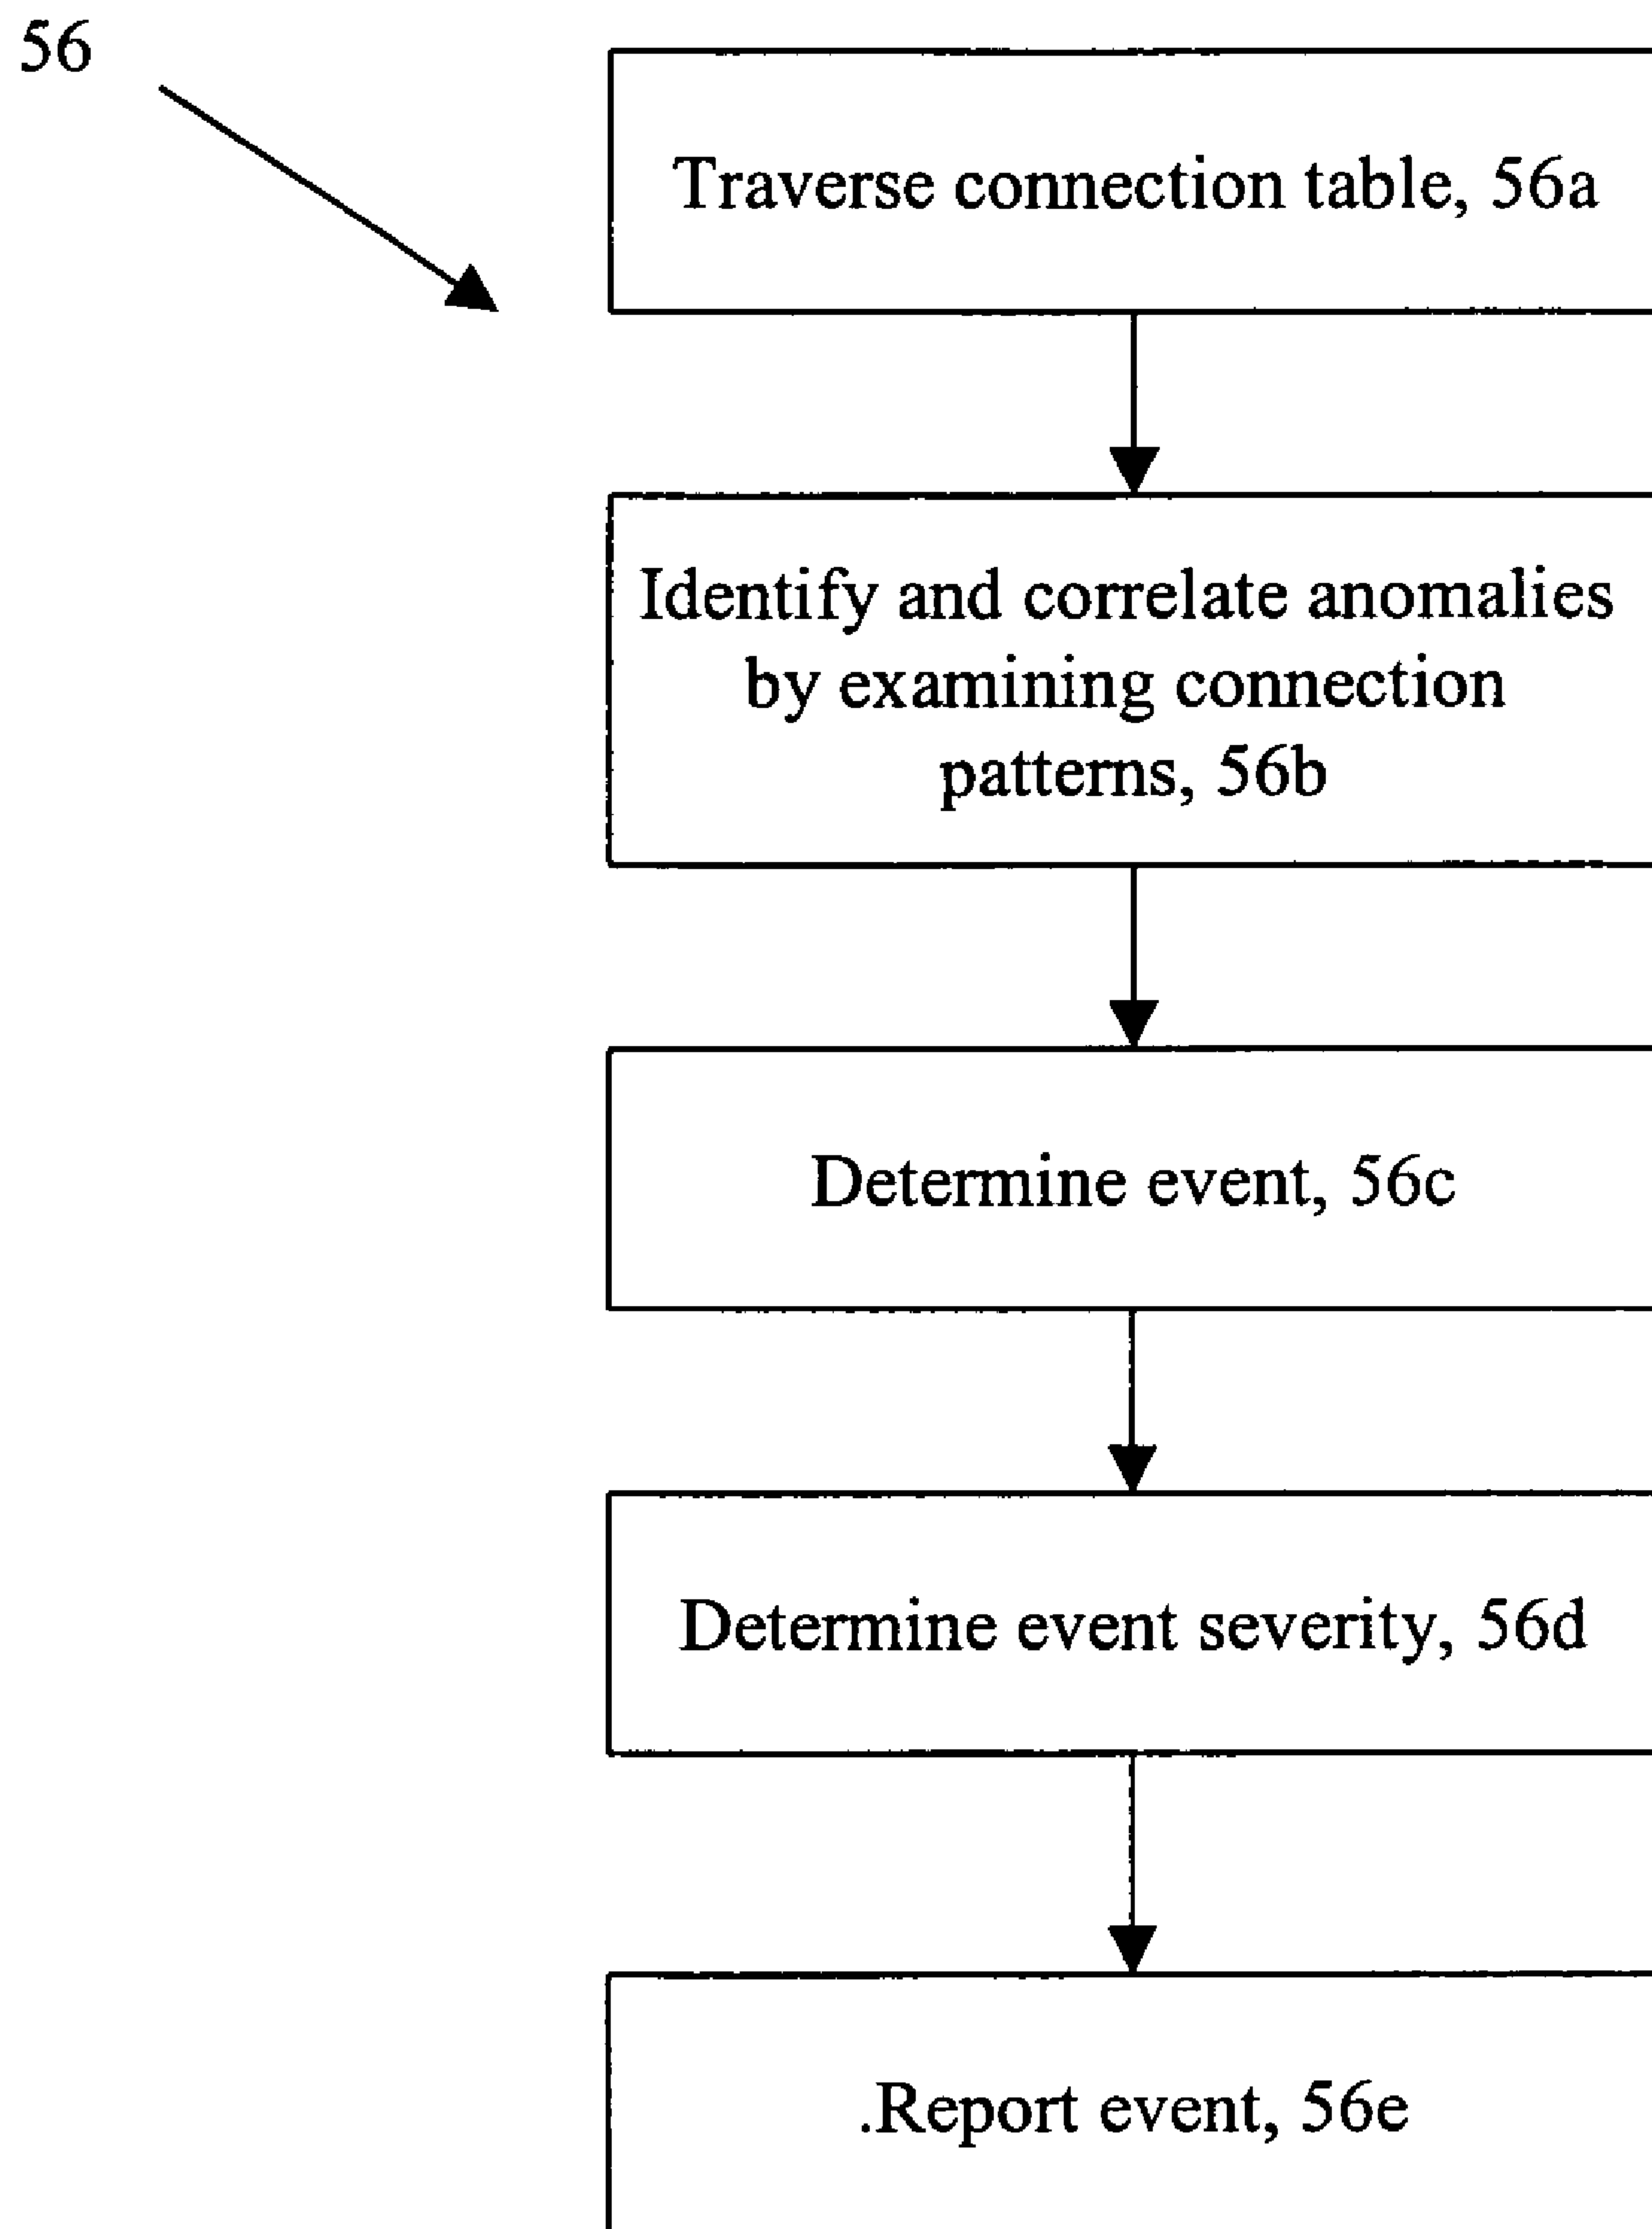 56
Traverse connection table, 56a
Identify and correlate anomalies
by examining connection
patterns, 56b
Determine event, 56c
Determine event severity, 56d
.Report event, 56e